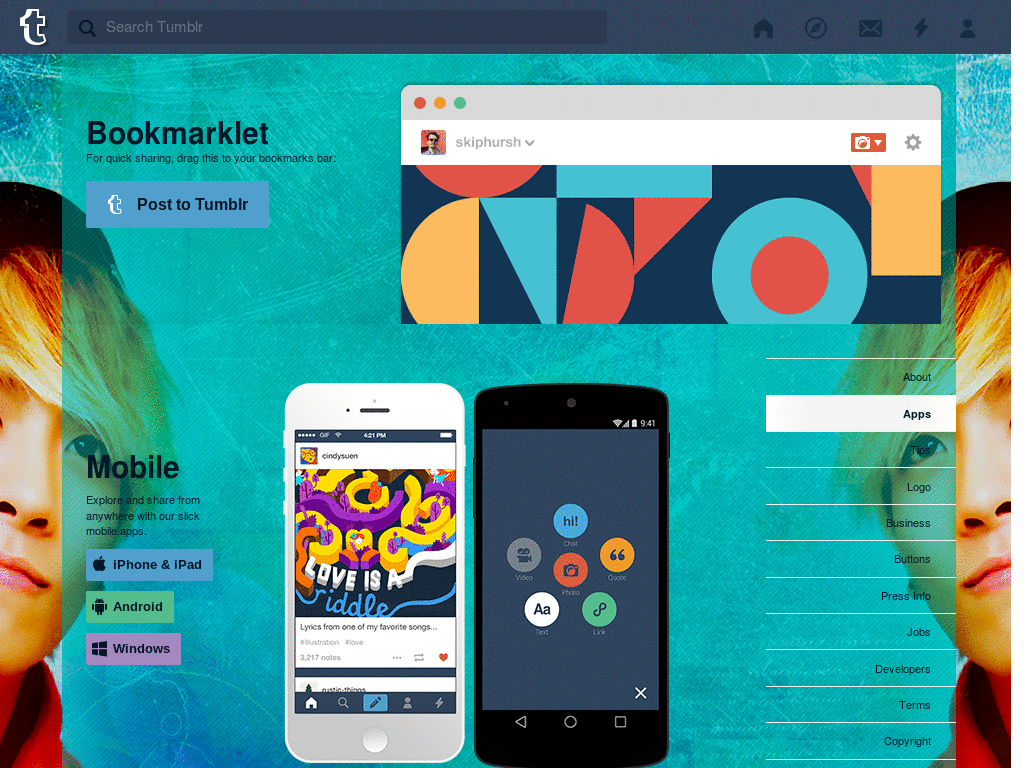 Search Tumblr
Bookmarklet
For quick sharing, drag this to your bookmarks bar:
Post to Tumblr
skiphursh
Mobile
Explore and share from
anywhere with our slick
mobile apps.
iPhone & iPad
Android
Windows
GIF
4:21 PM
cindysuen
LOVE IS A
riddle
Lyrics from one of my favorite songs...
#illustration #love
3,217 notes
rustic-things
9:41
hi!
Chat
Video
Photo
Quote
Aa
Text
Link
About
Apps
Tips
Logo
Business
Buttons
Press Info
Jobs
Developers
Terms
Copyright